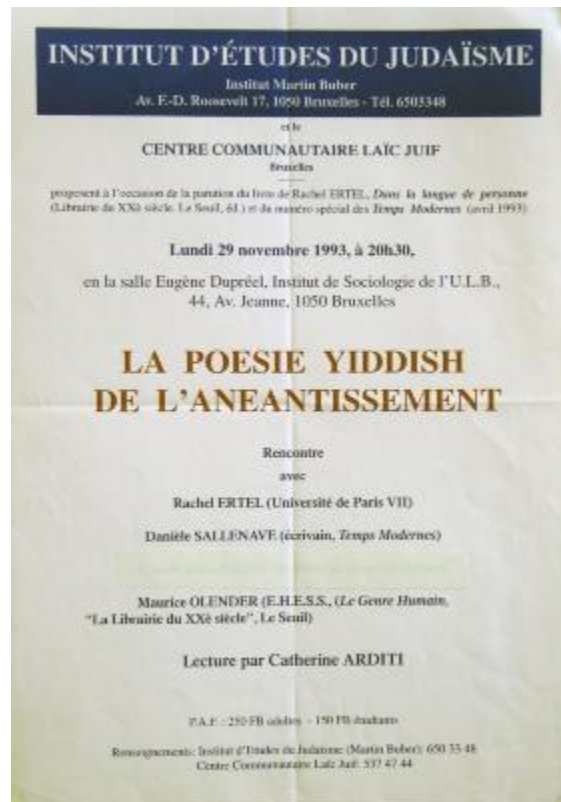 INSTITUT D'ÉTUDES DU JUDAÏSME
Institut Martin Buber
Av. F.-D. Roosevelt 17, 1050 Bruxelles - Tél. 6503348
et le
CENTRE COMMUNAUTAIRE LAÏC JUIF
Bruxelles
proposent à l'occasion de la parution du livre de Rachel ERTEL, Dans la langue de personne
(Librairie du XXè siècle. Le Seuil, éd.) et du numéro spécial des Temps Modernes (avril 1993)
Lundi 29 novembre 1993, à 20h30,
en la salle Eugène Dupréel, Institut de Sociologie de l'U.L.B.,
44, Av. Jeanne, 1050 Bruxelles
LA POESIE YIDDISH
DE L'ANEANTISSEMENT
Rencontre
avec
Rachel ERTEL (Université de Paris VII)
Danièle SALLENAVE (écrivain, Temps Modernes)
Maurice OLENDER (E.H.E.S.S., (Le Genre Humain,
"La Librairie du XXè siècle", Le Seuil)
Lecture par Catherine ARDITI
P.A.F. : 250 FB adultes - 150 FB étudiants
Renseignements: Institut d'Etudes du Judaïsme (Martin Buber): 650 33 48
Centre Communautaire Laïc Juif: 537 47 44